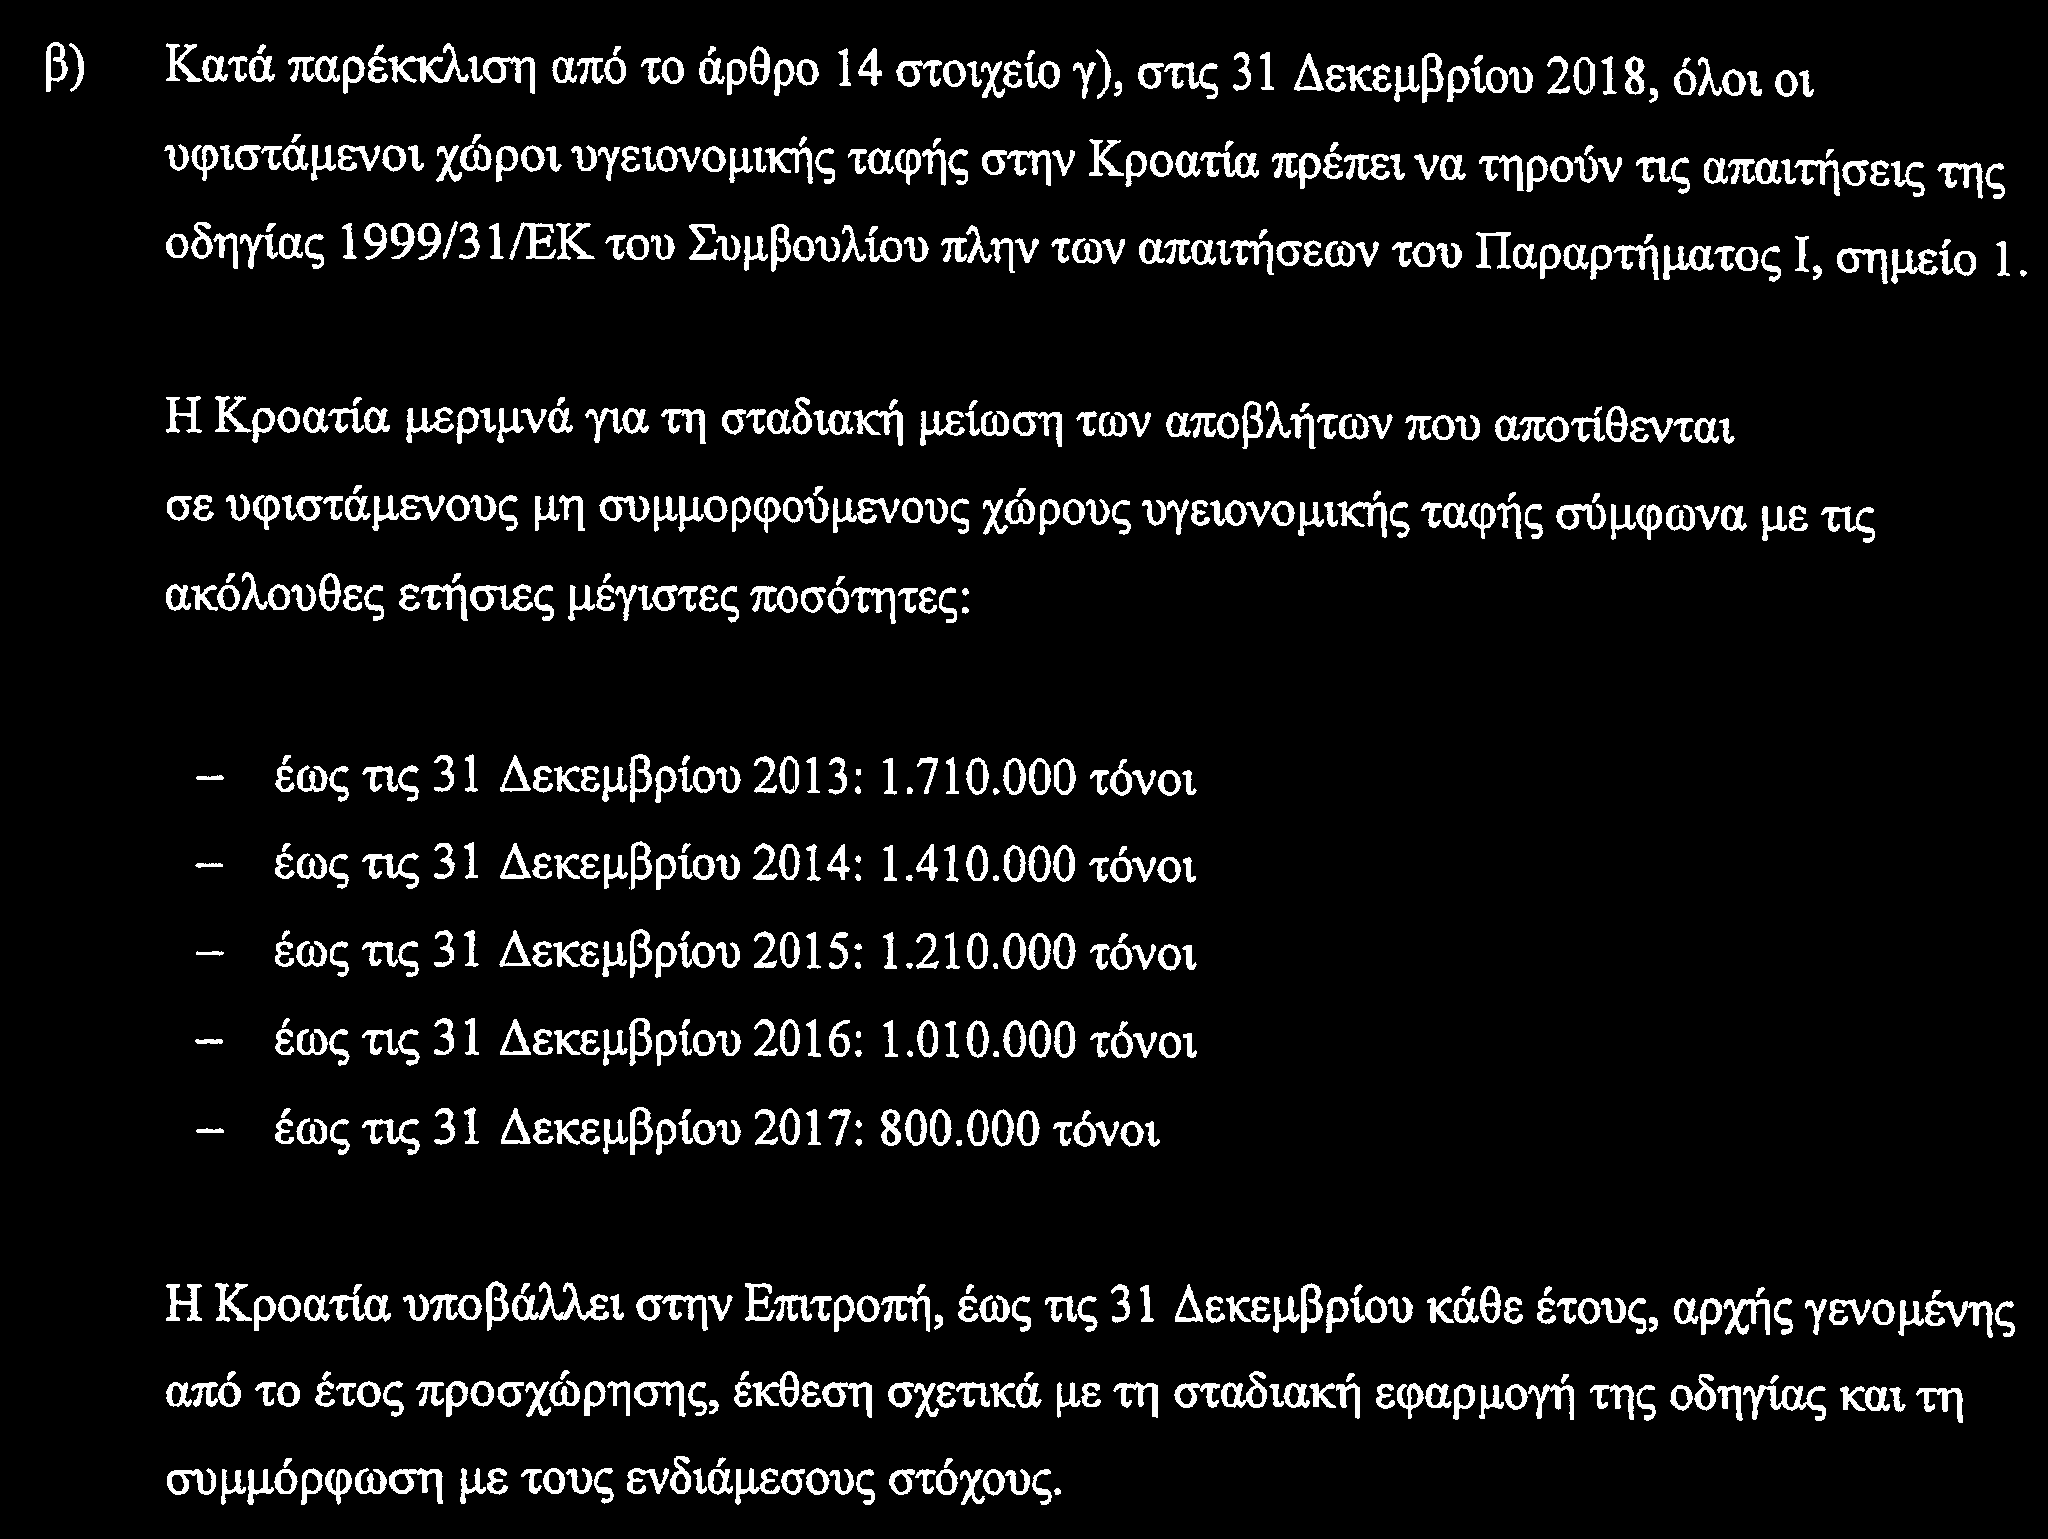 β) Κατά παρέκκλιση από το άρθρο 14 στοιχείο γ), στις 31 Δεκεμβρίου 2018, όλοι οι
υφιστάμενοι χώροι υγειονομικής ταφής στην Κροατία πρέπει να τηρούν τις απαιτήσεις της
οδηγίας 1999/31/ΕΚ του Συμβουλίου πλην των απαιτήσεων του Παραρτήματος Ι, σημείο 1.
Η Κροατία μεριμνά για τη σταδιακή μείωση των αποβλήτων που αποτίθενται
σε υφιστάμενους μη συμμορφούμενους χώρους υγειονομικής ταφής σύμφωνα με τις
ακόλουθες ετήσιες μέγιστες ποσότητες:
– έως τις 31 Δεκεμβρίου 2013: 1.710.000 τόνοι
– έως τις 31 Δεκεμβρίου 2014: 1.410.000 τόνοι
– έως τις 31 Δεκεμβρίου 2015: 1.210.000 τόνοι
– έως τις 31 Δεκεμβρίου 2016: 1.010.000 τόνοι
– έως τις 31 Δεκεμβρίου 2017: 800.000 τόνοι
Η Κροατία υποβάλλει στην Επιτροπή, έως τις 31 Δεκεμβρίου κάθε έτους, αρχής γενομένης
από το έτος προσχώρησης, έκθεση σχετικά με τη σταδιακή εφαρμογή της οδηγίας και τη
συμμόρφωση με τους ενδιάμεσους στόχους.